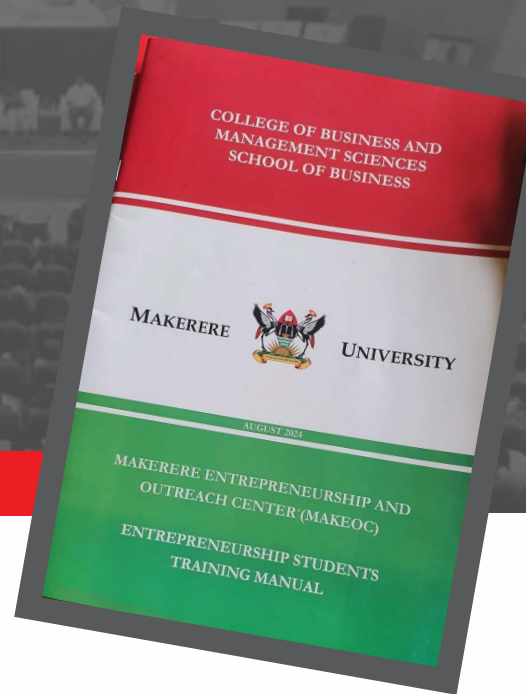 COLLEGE OF BUSINESS AND
MANAGEMENT SCIENCES
SCHOOL OF BUSINESS
MAKERERE UNIVERSITY
AUGUST 2024
MAKERERE ENTREPRENEURSHIP AND
OUTREACH CENTER (MAKEOC)
ENTREPRENEURSHIP STUDENTS
TRAINING MANUAL